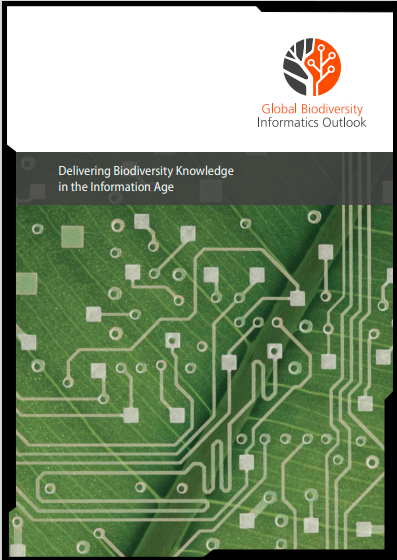 Global Biodiversity
Informatics Outlook
Delivering Biodiversity Knowledge
in the Information Age